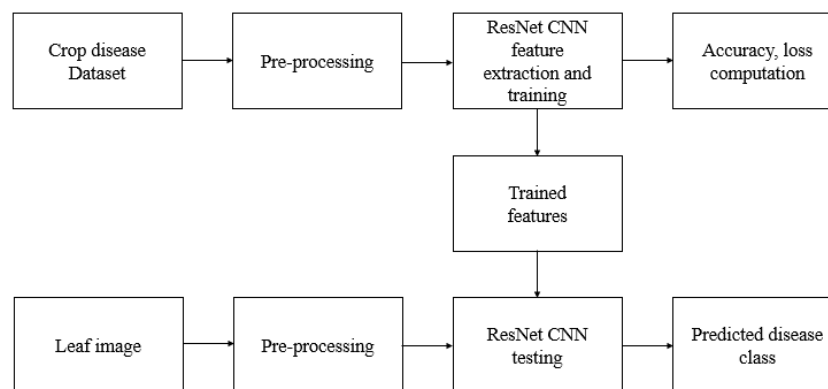 Crop disease
Dataset
Pre-processing
ResNet CNN
feature
extraction and
training
Accuracy, loss
computation
Trained
features
Leaf image
Pre-processing
ResNet CNN
testing
Predicted disease
class